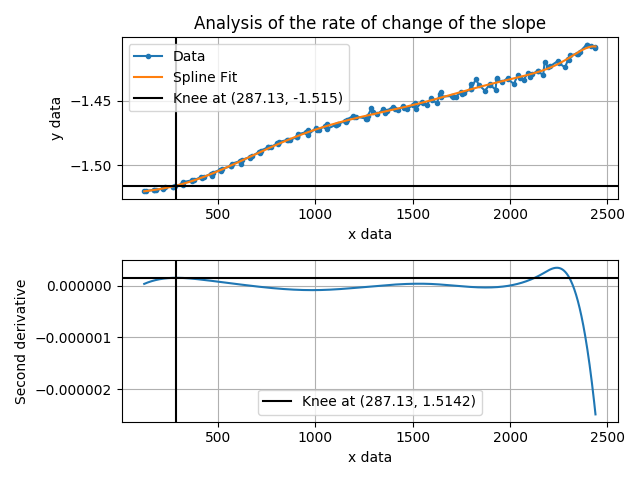 Analysis of the rate of change of the slope
Data
Spline Fit
Knee at (287.13, -1.515)
y data
−1.45
−1.50
500 1000 1500 2000 2500
x data
Second derivative
0.000000
−0.000001
−0.000002
Knee at (287.13, 1.5142)
500 1000 1500 2000 2500
x data